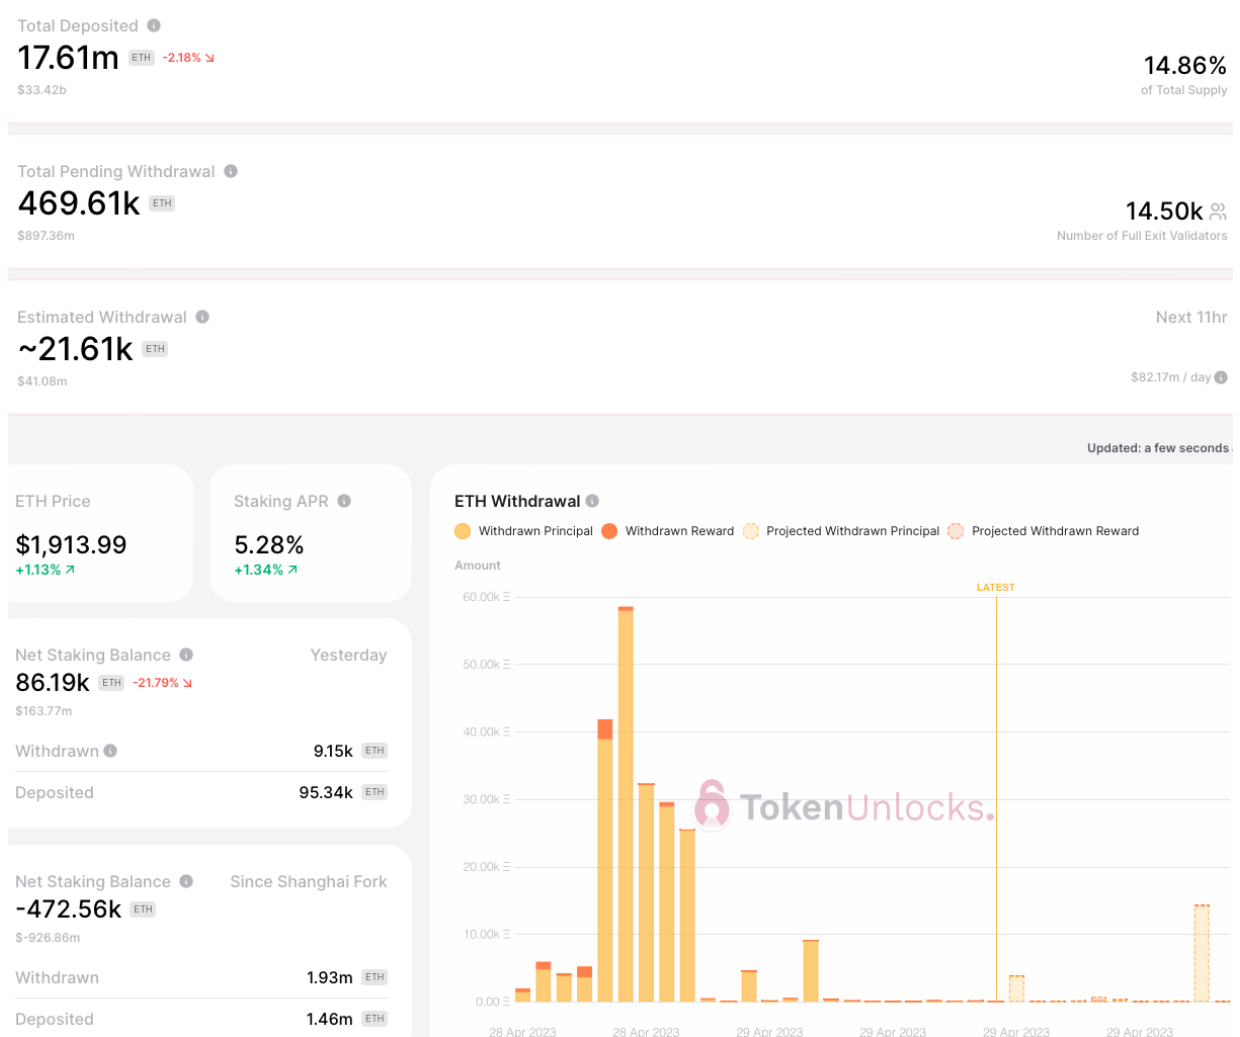 Total Deposited
17.61m ETH -2.18%
$33.42b
14.86%
of Total Supply
Total Pending Withdrawal
469.61k ETH
$897.36m
14.50k
Number of Full Exit Validators
Estimated Withdrawal
~21.61k ETH
$41.08m
Next 11hr
$82.17m / day
Updated: a few seconds
ETH Price
$1,913.99
+1.13%
Staking APR
5.28%
+1.34%
Net Staking Balance Yesterday
86.19k ETH -21.79%
$163.77m
Withdrawn 9.15k ETH
Deposited 95.34k ETH
Net Staking Balance Since Shanghai Fork
-472.56k ETH
$-926.86m
Withdrawn 1.93m ETH
Deposited 1.46m ETH
ETH Withdrawal
Withdrawn Principal Withdrawn Reward Projected Withdrawn Principal Projected Withdrawn Reward
Amount
LATEST
60.00k Ξ
50.00k Ξ
40.00k Ξ
30.00k Ξ
TokenUnlocks.
20.00k Ξ
10.00k Ξ
0.00 Ξ
28 Apr 2023 28 Apr 2023 29 Apr 2023 29 Apr 2023 29 Apr 2023 29 Apr 2023